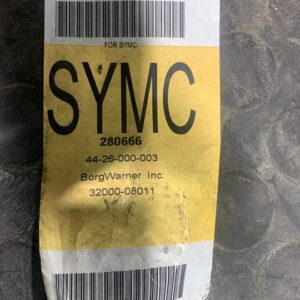 FOR SYMC
SYMC
280666
44-26-000-003
BorgWarner Inc.
32000-08011